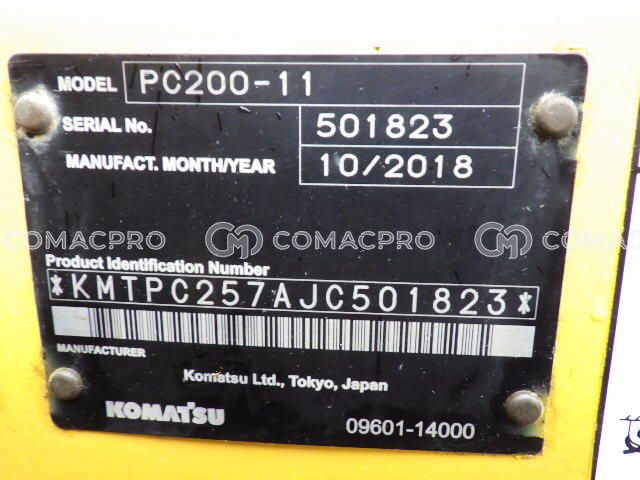 MODEL PC200-11
SERIAL No. 501823
MANUFACT. MONTH/YEAR 10/2018
COMACPRO COMACPRO COMACPRO
Product Identification Number
*KMTPC257AJC501823*
MANUFACTURER
Komatsu Ltd., Tokyo, Japan
KOMATSU 09601-14000